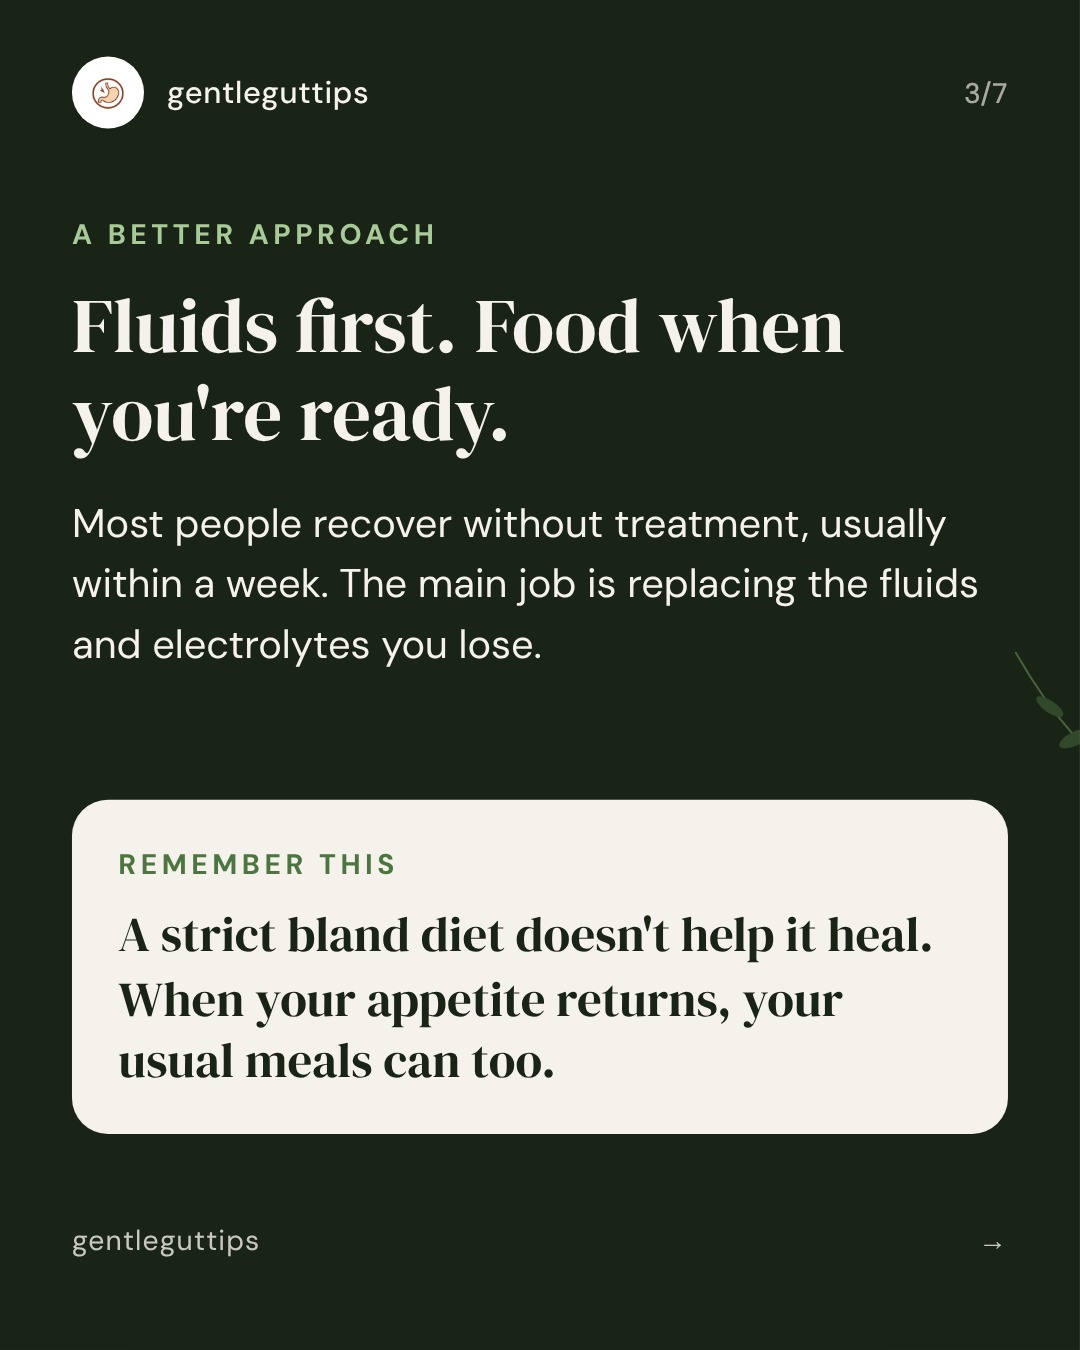 gentleguttips
3/7
A BETTER APPROACH
Fluids first. Food when
you're ready.
Most people recover without treatment, usually
within a week. The main job is replacing the fluids
and electrolytes you lose.
REMEMBER THIS
A strict bland diet doesn't help it heal.
When your appetite returns, your
usual meals can too.
gentleguttips
→